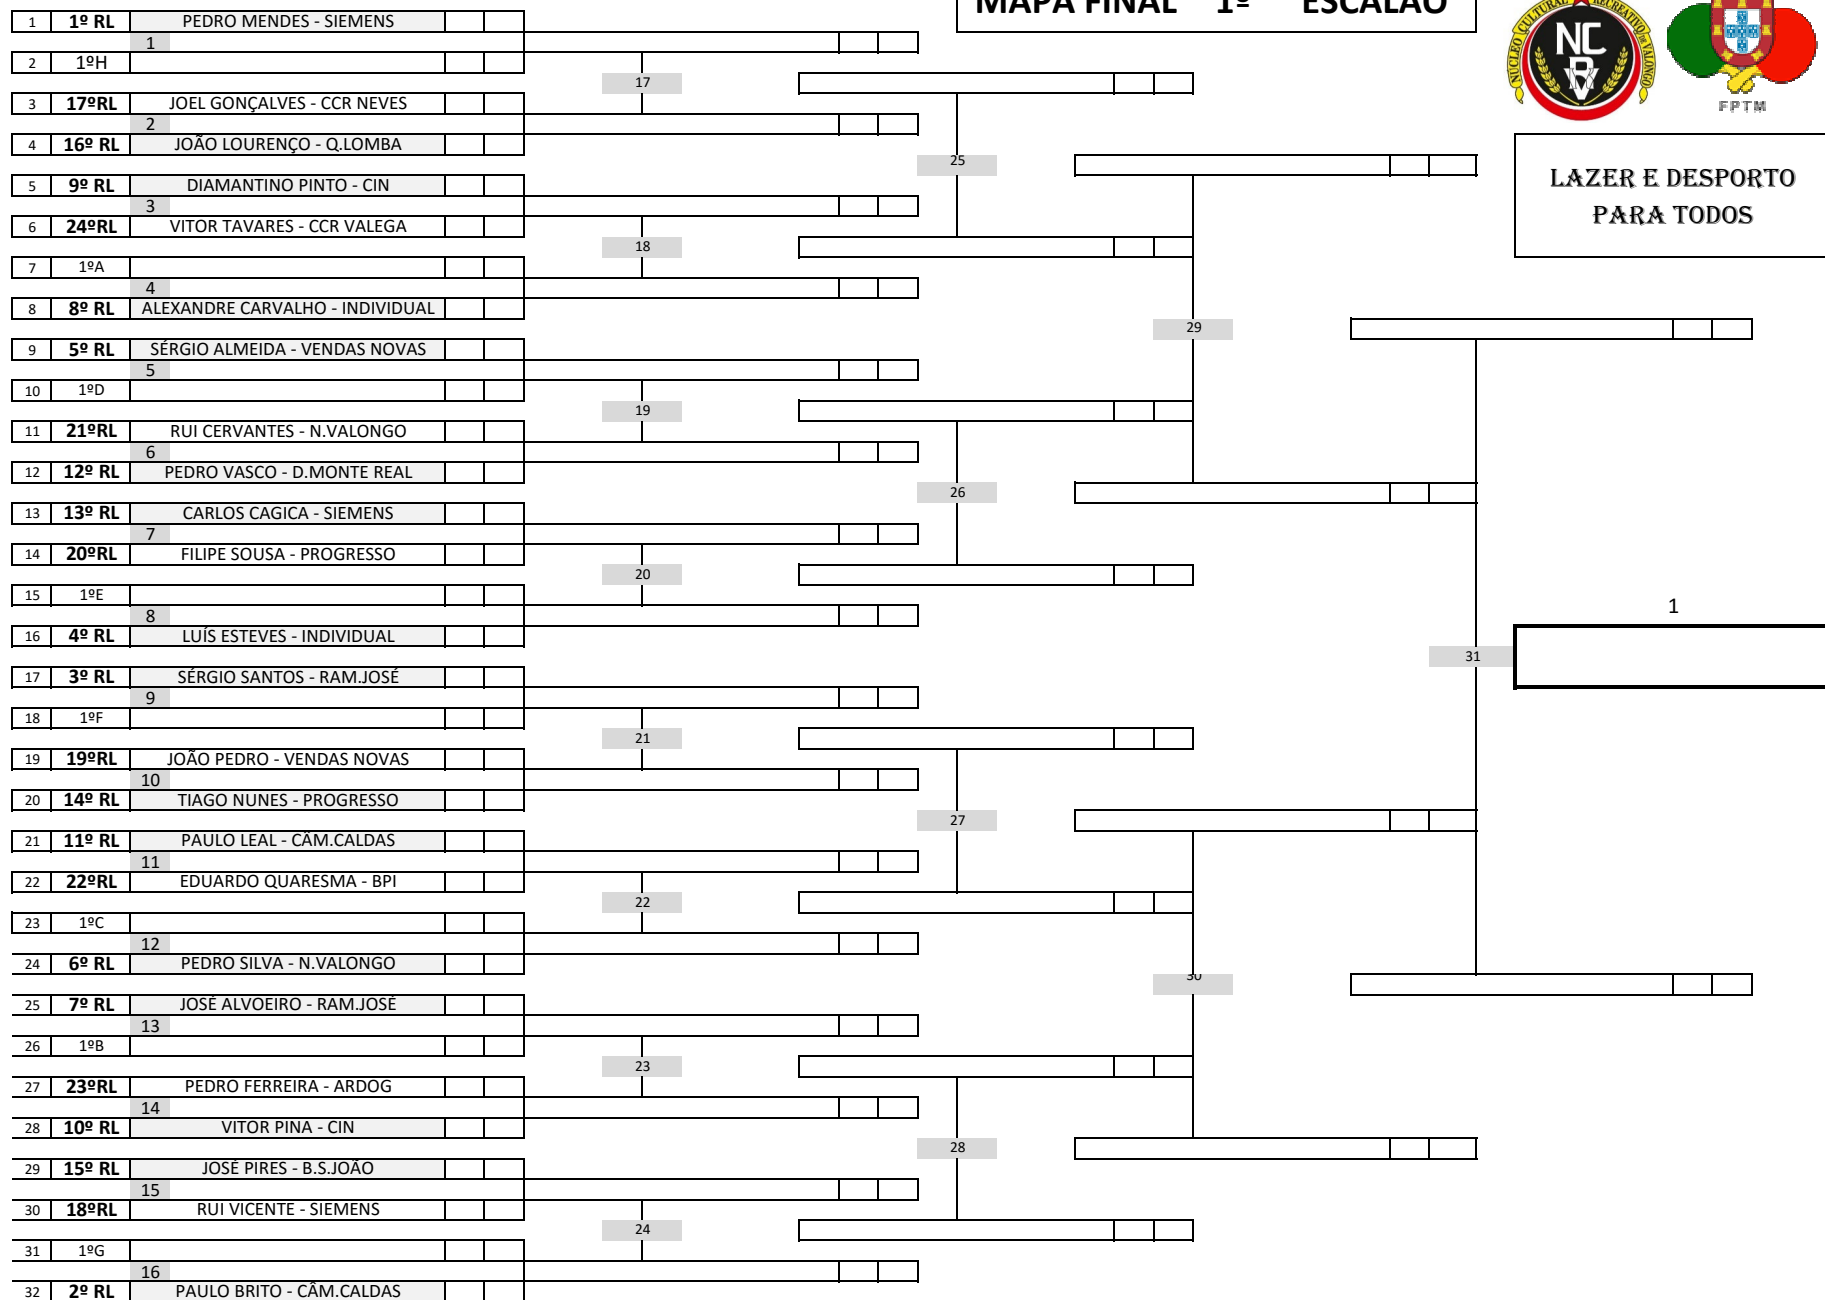 MAPA FINAL 1º ESCALÃO
NÚCLEO CULTURAL RECREATIVO DE VALONGO
NCRV
FPTM
LAZER E DESPORTO
PARA TODOS
1 1º RL PEDRO MENDES - SIEMENS
1
2 1ºH
17
3 17ºRL JOEL GONÇALVES - CCR NEVES
2
4 16º RL JOÃO LOURENÇO - Q.LOMBA
25
5 9º RL DIAMANTINO PINTO - CIN
3
6 24ºRL VITOR TAVARES - CCR VALEGA
18
7 1ºA
4
8 8º RL ALEXANDRE CARVALHO - INDIVIDUAL
29
9 5º RL SÉRGIO ALMEIDA - VENDAS NOVAS
5
10 1ºD
19
11 21ºRL RUI CERVANTES - N.VALONGO
6
12 12º RL PEDRO VASCO - D.MONTE REAL
26
13 13º RL CARLOS CAGICA - SIEMENS
7
14 20ºRL FILIPE SOUSA - PROGRESSO
20
15 1ºE
1
8
16 4º RL LUÍS ESTEVES - INDIVIDUAL
31
17 3º RL SÉRGIO SANTOS - RAM.JOSÉ
9
18 1ºF
21
19 19ºRL JOÃO PEDRO - VENDAS NOVAS
10
20 14º RL TIAGO NUNES - PROGRESSO
27
21 11º RL PAULO LEAL - CÂM.CALDAS
11
22 22ºRL EDUARDO QUARESMA - BPI
22
23 1ºC
12
24 6º RL PEDRO SILVA - N.VALONGO
30
25 7º RL JOSÉ ALVOEIRO - RAM.JOSÉ
13
26 1ºB
23
27 23ºRL PEDRO FERREIRA - ARDOG
14
28 10º RL VITOR PINA - CIN
28
29 15º RL JOSÉ PIRES - B.S.JOÃO
15
30 18ºRL RUI VICENTE - SIEMENS
24
31 1ºG
16
32 2º RL PAULO BRITO - CÂM.CALDAS